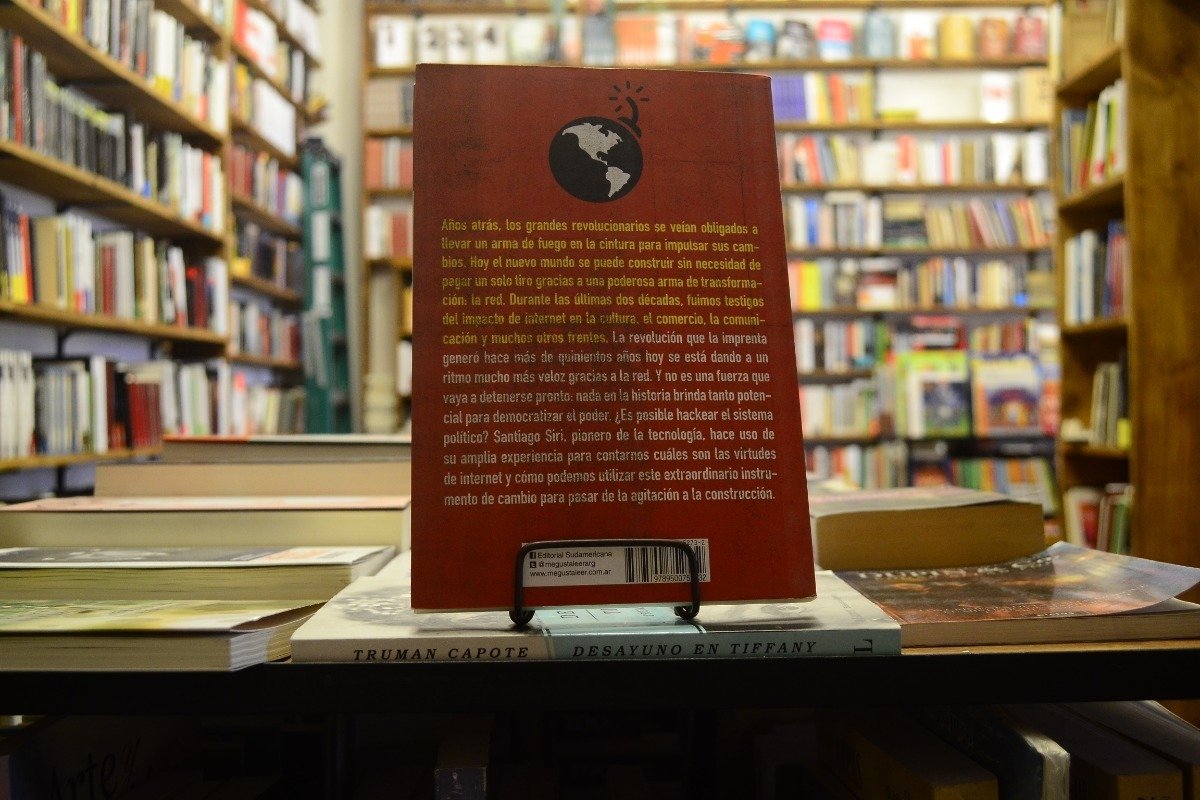 1 2 3 4
Años atrás, los grandes revolucionarios se veían obligados a
llevar un arma de fuego en la cintura para impulsar sus cam-
bios. Hoy el nuevo mundo se puede construir sin necesidad de
pagar un solo tiro gracias a una poderosa arma de transforma-
ción: la red. Durante las últimas dos décadas, fuimos testigos
del impacto de internet en la cultura, el comercio, la comuni-
cación y muchos otros frentes. La revolución que la imprenta
generó hace más de quinientos años hoy se está dando a un
ritmo mucho más veloz gracias a la red. Y no es una fuerza que
vaya a detenerse pronto: nada en la historia brinda tanto poten-
cial para democratizar el poder. ¿Es posible hackear el sistema
político? Santiago Siri, pionero de la tecnología, hace uso de
su amplia experiencia para contarnos cuáles son las virtudes
de internet y cómo podemos utilizar este extraordinario instru-
mento de cambio para pasar de la agitación a la construcción.
Editorial Sudamericana
@megustaleerarg
www.megustaleer.com.ar
TRUMAN CAPOTE DESAYUNO EN TIFFANY
Arte y